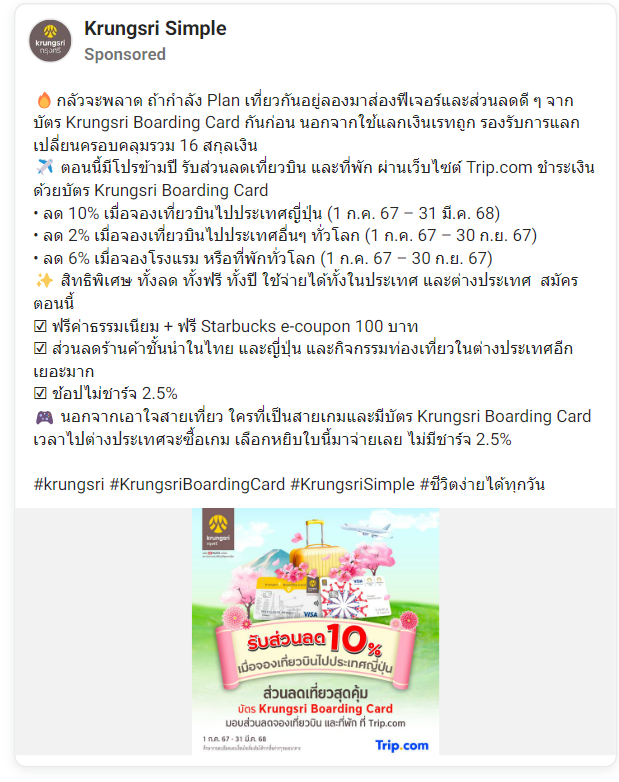 krungsri
กรุงศรี
Krungsri Simple
Sponsored
🔥 กลัวจะพลาด ถ้ากำลัง Plan เที่ยวกันอยู่ลองมาส่องฟีเจอร์และส่วนลดดี ๆ จาก
บัตร Krungsri Boarding Card กันก่อน นอกจากใช้แลกเงินเรทถูก รองรับการแลก
เปลี่ยนครอบคลุมรวม 16 สกุลเงิน
✈️ ตอนนี้มีโปรข้ามปี รับส่วนลดเที่ยวบิน และที่พัก ผ่านเว็บไซต์ Trip.com ชำระเงิน
ด้วยบัตร Krungsri Boarding Card
• ลด 10% เมื่อจองเที่ยวบินไปประเทศญี่ปุ่น (1 ก.ค. 67 – 31 มี.ค. 68)
• ลด 2% เมื่อจองเที่ยวบินไปประเทศอื่นๆ ทั่วโลก (1 ก.ค. 67 – 30 ก.ย. 67)
• ลด 6% เมื่อจองโรงแรม หรือที่พักทั่วโลก (1 ก.ค. 67 – 30 ก.ย. 67)
✨ สิทธิพิเศษ ทั้งลด ทั้งฟรี ทั้งปี ใช้จ่ายได้ทั้งในประเทศ และต่างประเทศ สมัคร
ตอนนี้
☑ ฟรีค่าธรรมเนียม + ฟรี Starbucks e-coupon 100 บาท
☑ ส่วนลดร้านค้าชั้นนำในไทย และญี่ปุ่น และกิจกรรมท่องเที่ยวในต่างประเทศอีก
เยอะมาก
☑ ช้อปไม่ชาร์จ 2.5%
🎮 นอกจากเอาใจสายเที่ยว ใครที่เป็นสายเกมและมีบัตร Krungsri Boarding Card
เวลาไปต่างประเทศจะซื้อเกม เลือกหยิบใบนี้มาจ่ายเลย ไม่มีชาร์จ 2.5%
#krungsri #KrungsriBoardingCard #KrungsriSimple #ชีวิตง่ายได้ทุกวัน
krungsri
กรุงศรี
VISA
VISA
รับส่วนลด 10%
เมื่อจองเที่ยวบินไปประเทศญี่ปุ่น
ส่วนลดเที่ยวสุดคุ้ม
บัตร Krungsri Boarding Card
มอบส่วนลดจองเที่ยวบิน และที่พัก ที่ Trip.com
1 ก.ค. 67 - 31 มี.ค. 68
Trip.com